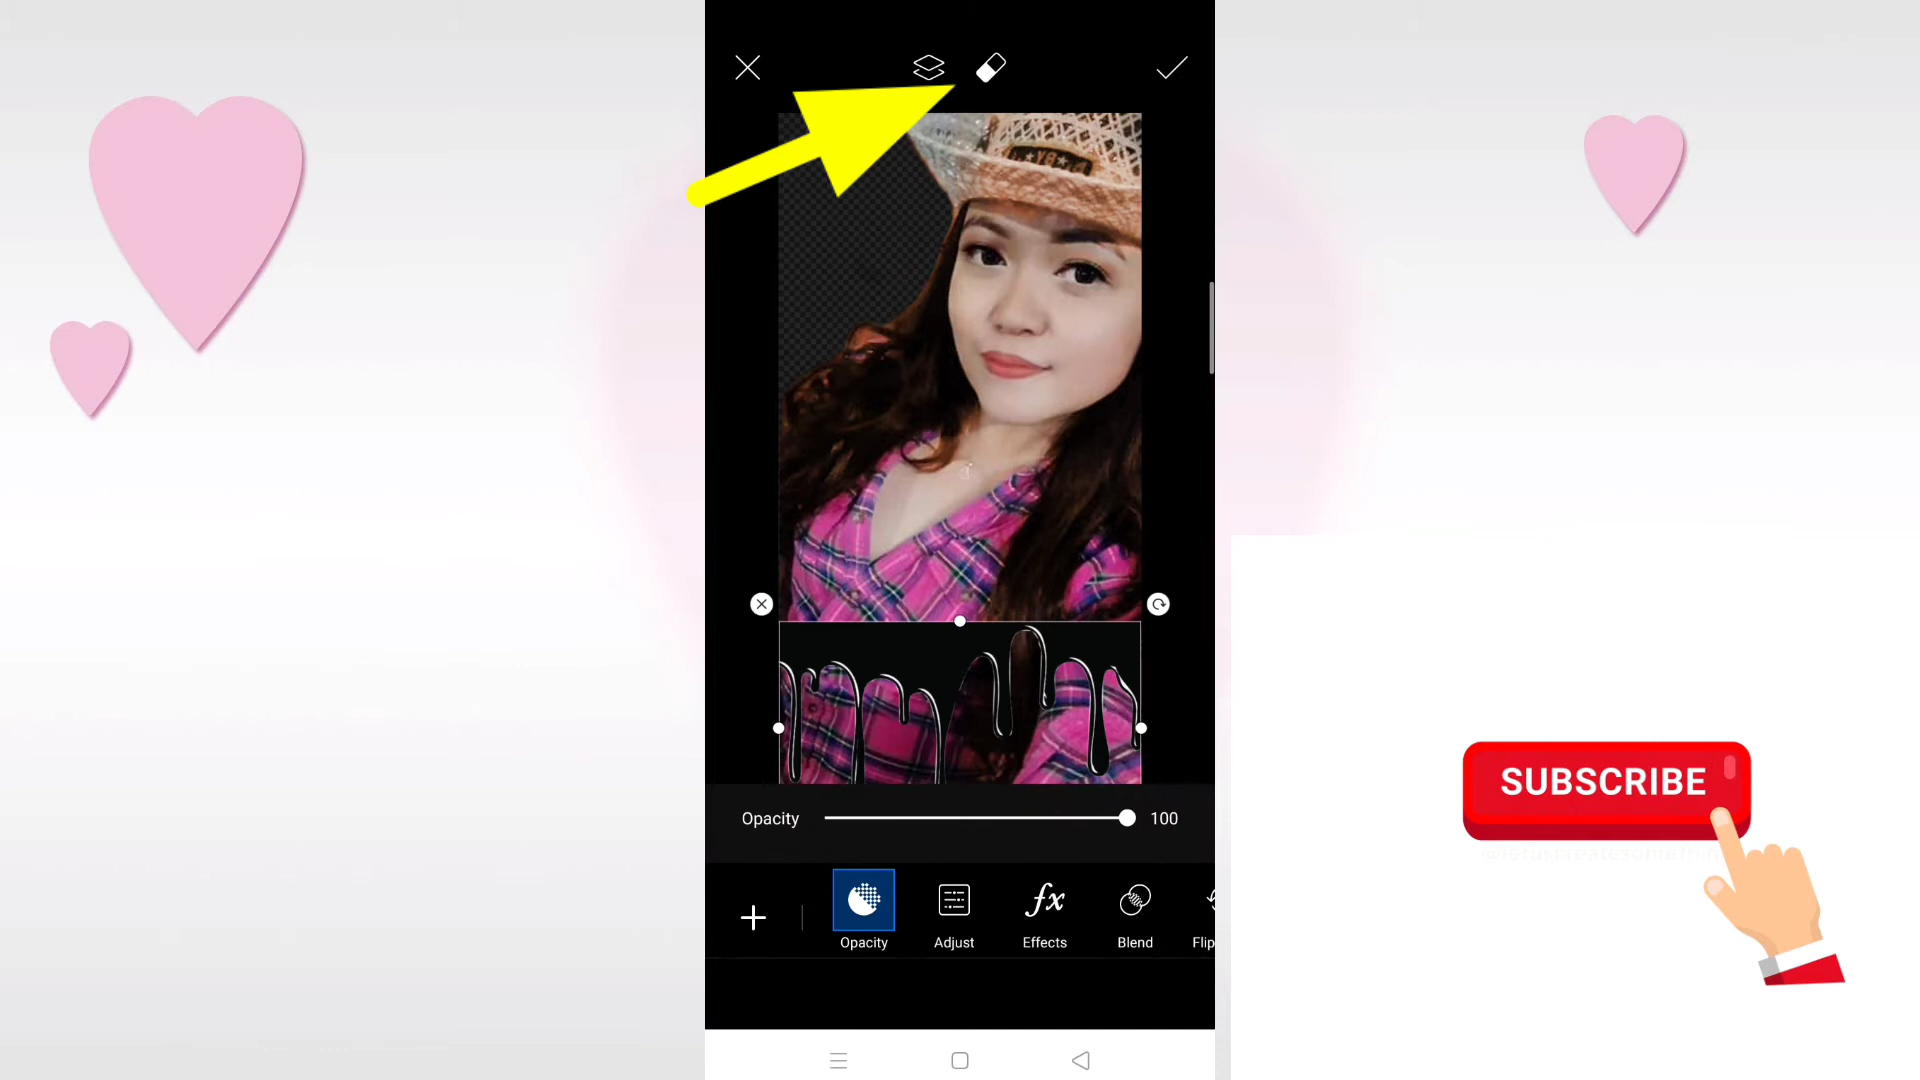 Opacity
100
Opacity
Adjust
Effects
Blend
Flip
SUBSCRIBE